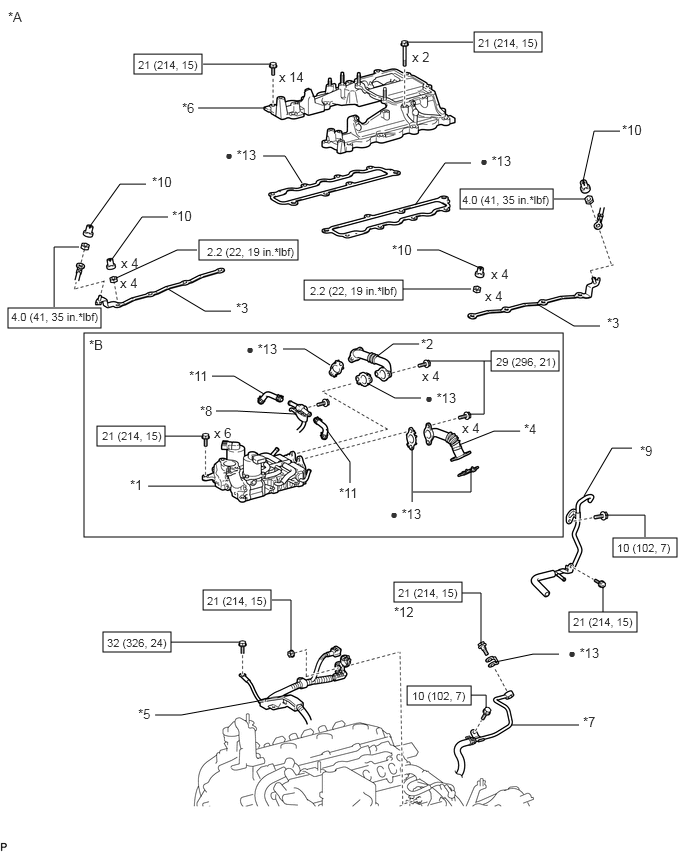 *A
21 (214, 15)
x 2
21 (214, 15)
x 14
*6
*10
● *13
● *13
*10
4.0 (41, 35 in.*lbf)
*10
2.2 (22, 19 in.*lbf)
*10
x 4
x 4
x 4
2.2 (22, 19 in.*lbf)
x 4
4.0 (41, 35 in.*lbf)
*3
*3
*B
● *13
*2
29 (296, 21)
*11
x 4
● *13
*8
21 (214, 15)
x 6
x 4
*4
*9
*1
*11
● *13
10 (102, 7)
21 (214, 15)
21 (214, 15)
21 (214, 15)
*12
32 (326, 24)
● *13
10 (102, 7)
*5
*7
P